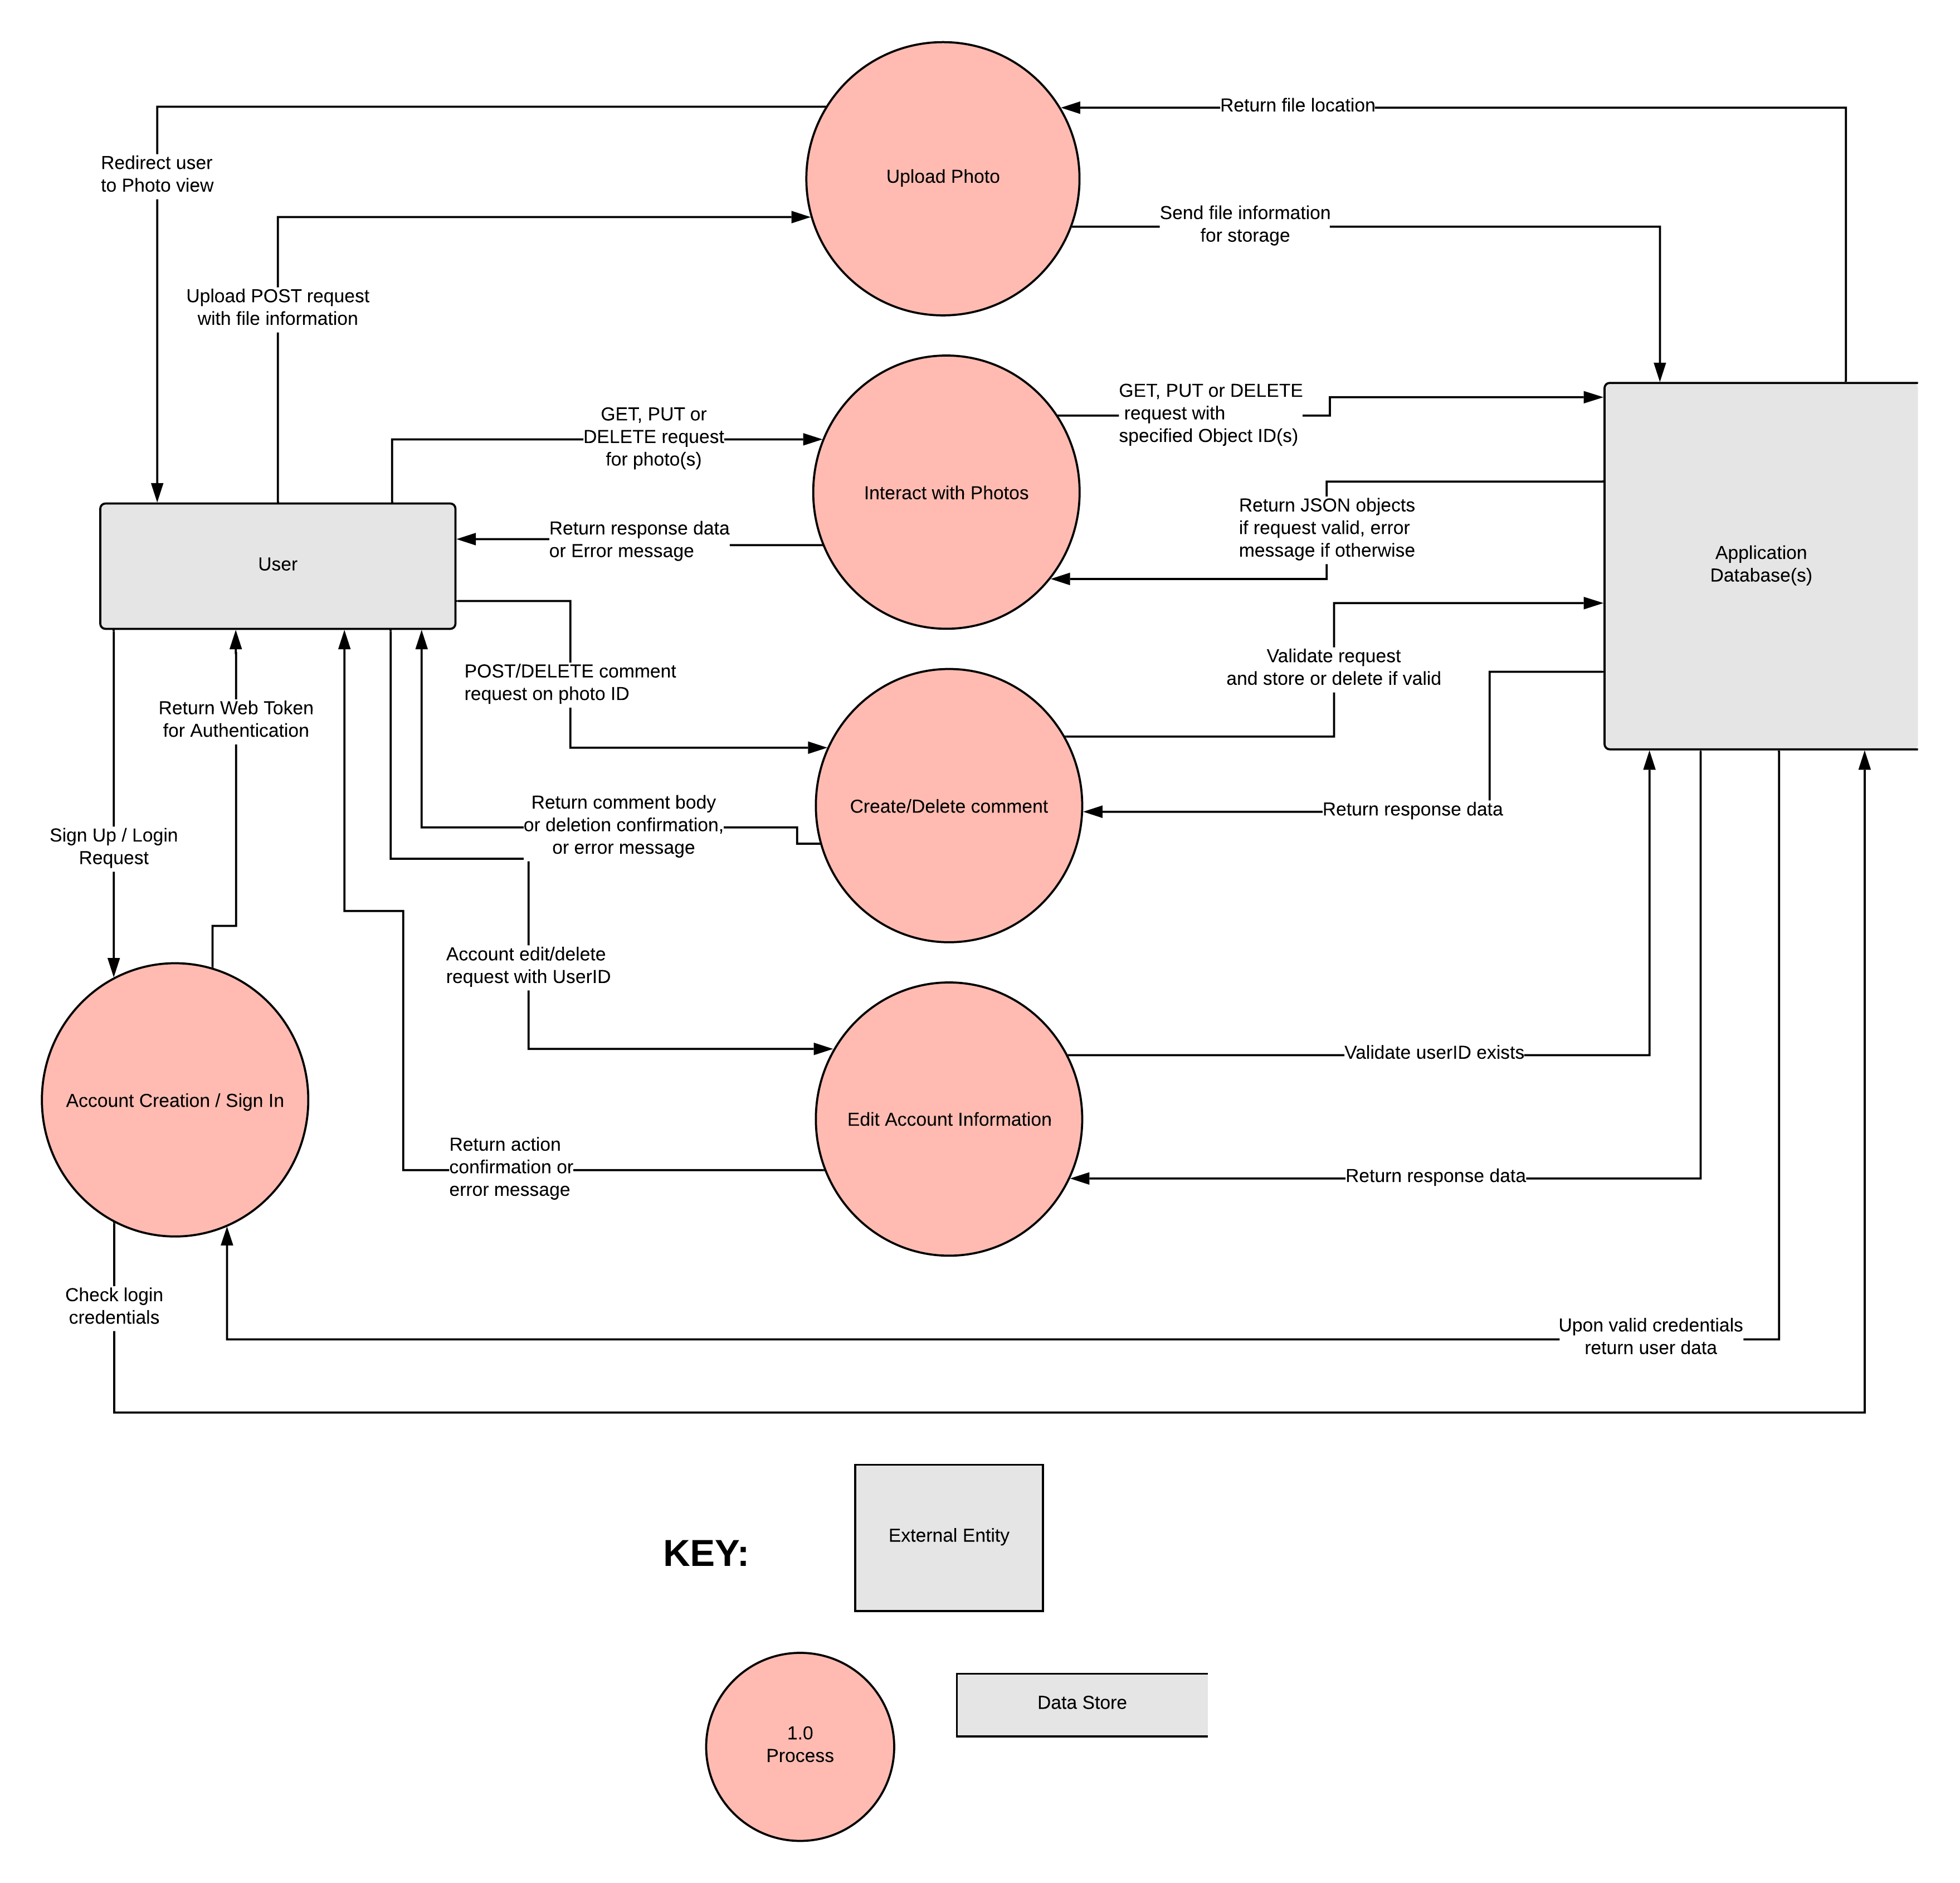 Upload Photo
Return file location
Redirect user
to Photo view
Send file information
for storage
Upload POST request
with file information
GET, PUT or DELETE
request with
specified Object ID(s)
GET, PUT or
DELETE request
for photo(s)
Interact with Photos
Return response data
or Error message
Return JSON objects
if request valid, error
message if otherwise
User
Application
Database(s)
POST/DELETE comment
request on photo ID
Validate request
and store or delete if valid
Return Web Token
for Authentication
Return comment body
or deletion confirmation,
or error message
Create/Delete comment
Return response data
Sign Up / Login
Request
Account edit/delete
request with UserID
Validate userID exists
Account Creation / Sign In
Edit Account Information
Return action
confirmation or
error message
Return response data
Check login
credentials
Upon valid credentials
return user data
KEY:
External Entity
1.0
Process
Data Store